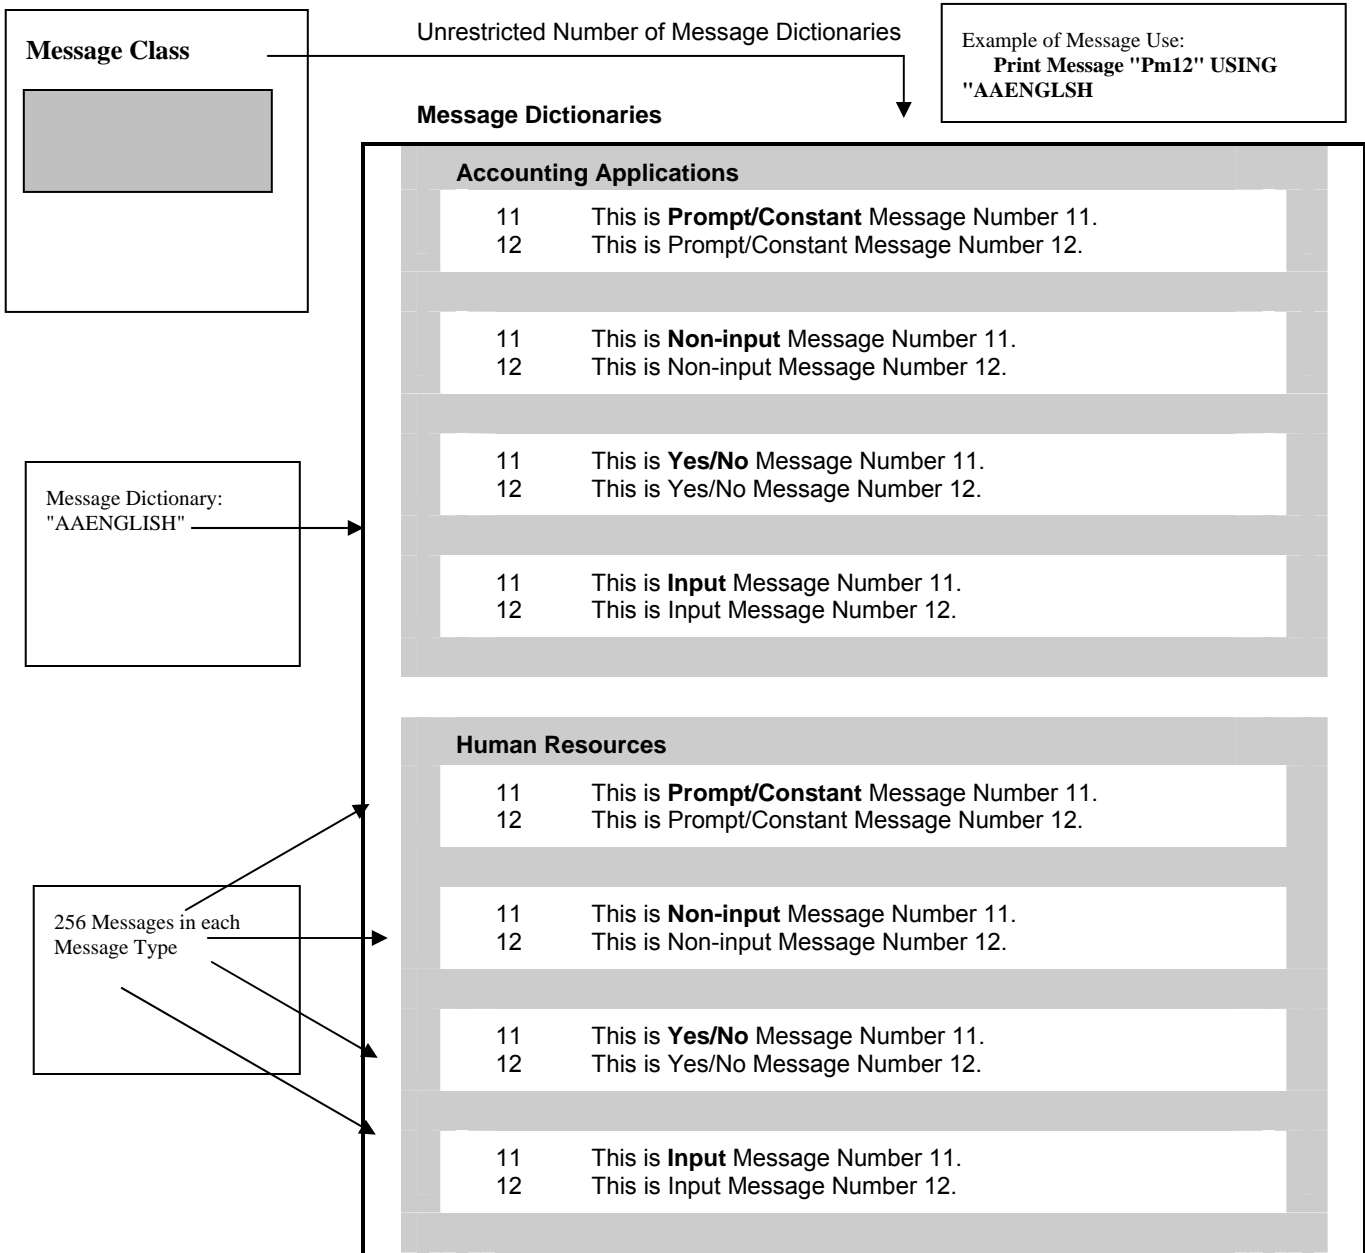 Message Class
Unrestricted Number of Message Dictionaries
Example of Message Use:
Print Message "Pm12" USING
"AAENGLSH
Message Dictionaries
Accounting Applications
11 This is Prompt/Constant Message Number 11.
12 This is Prompt/Constant Message Number 12.
11 This is Non-input Message Number 11.
12 This is Non-input Message Number 12.
11 This is Yes/No Message Number 11.
12 This is Yes/No Message Number 12.
Message Dictionary:
"AAENGLISH"
11 This is Input Message Number 11.
12 This is Input Message Number 12.
Human Resources
11 This is Prompt/Constant Message Number 11.
12 This is Prompt/Constant Message Number 12.
256 Messages in each
Message Type
11 This is Non-input Message Number 11.
12 This is Non-input Message Number 12.
11 This is Yes/No Message Number 11.
12 This is Yes/No Message Number 12.
11 This is Input Message Number 11.
12 This is Input Message Number 12.